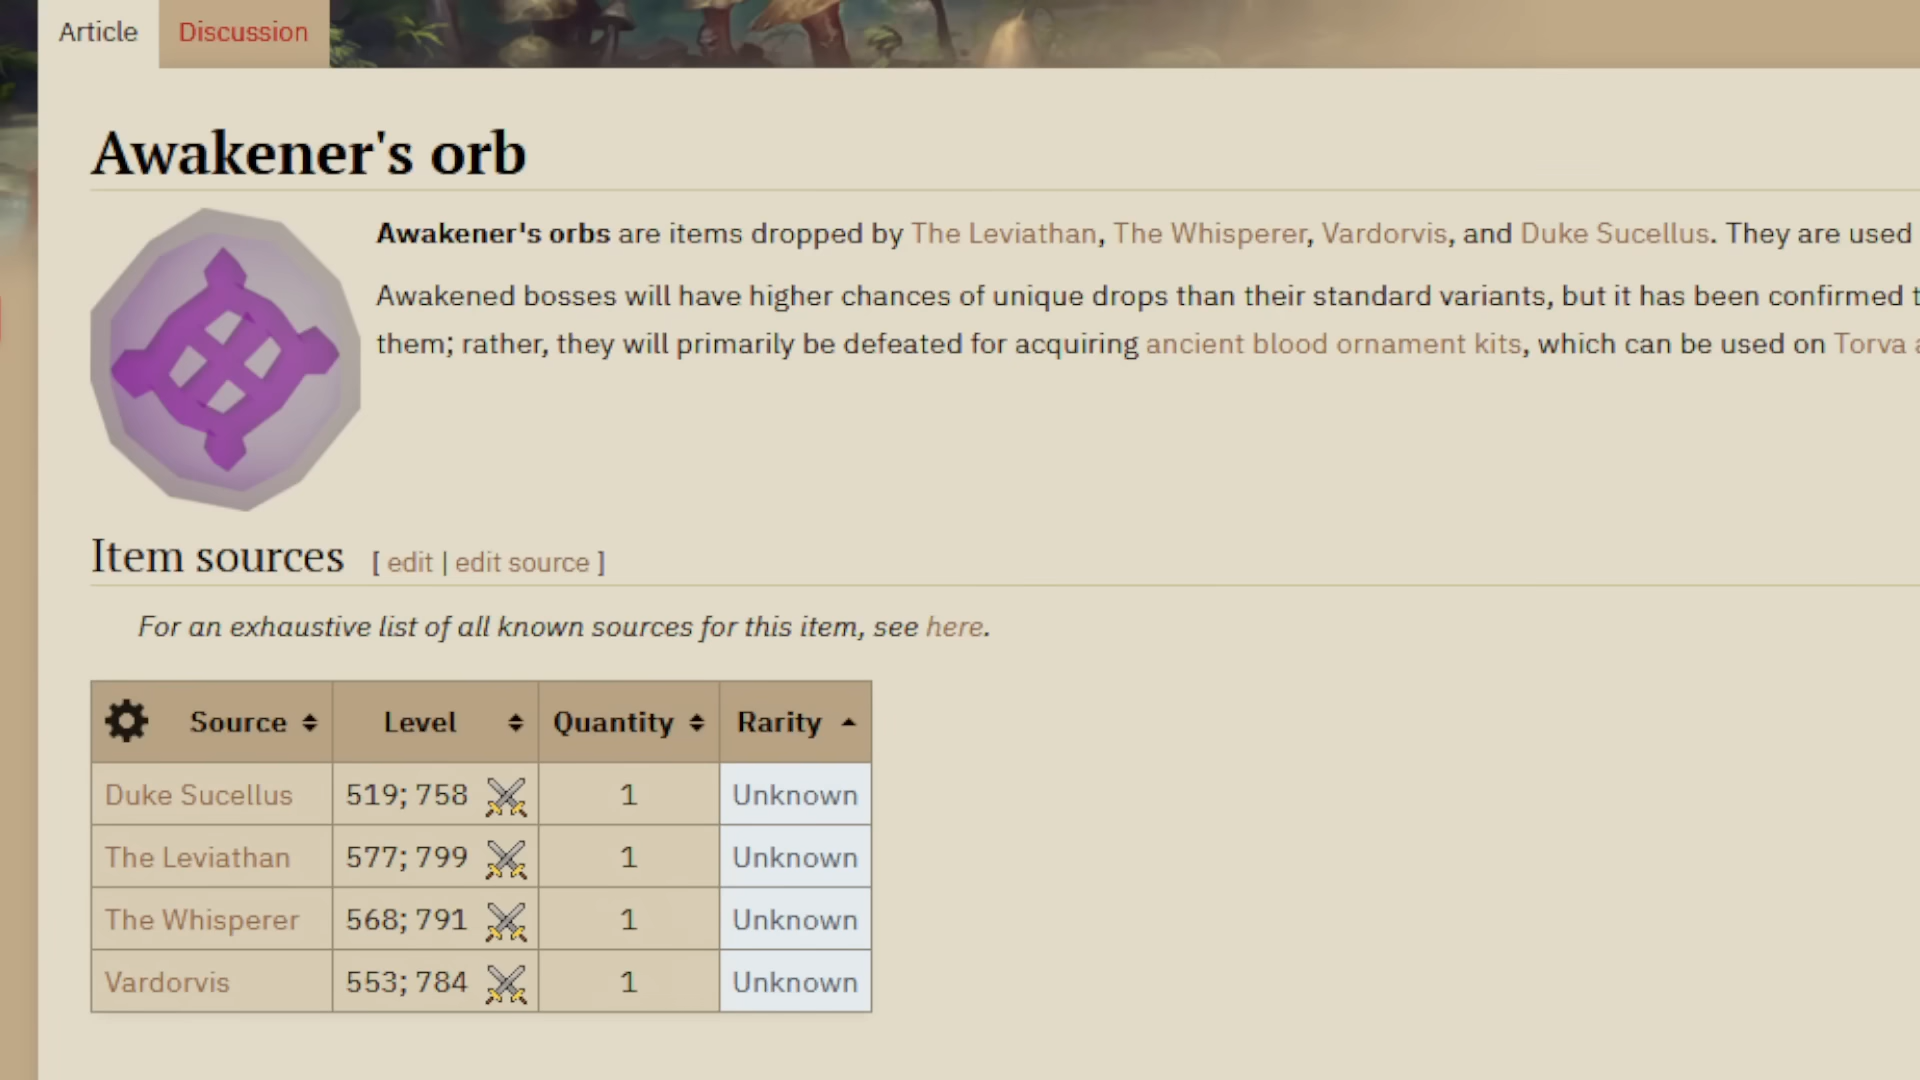 Article
Discussion
Awakener's orb
Awakener's orbs are items dropped by The Leviathan, The Whisperer, Vardorvis, and Duke Sucellus. They are used
Awakened bosses will have higher chances of unique drops than their standard variants, but it has been confirmed t
them; rather, they will primarily be defeated for acquiring ancient blood ornament kits, which can be used on Torva a
Item sources [ edit | edit source ]
For an exhaustive list of all known sources for this item, see here.
Source Level Quantity Rarity
Duke Sucellus 519; 758 1 Unknown
The Leviathan 577; 799 1 Unknown
The Whisperer 568; 791 1 Unknown
Vardorvis 553; 784 1 Unknown